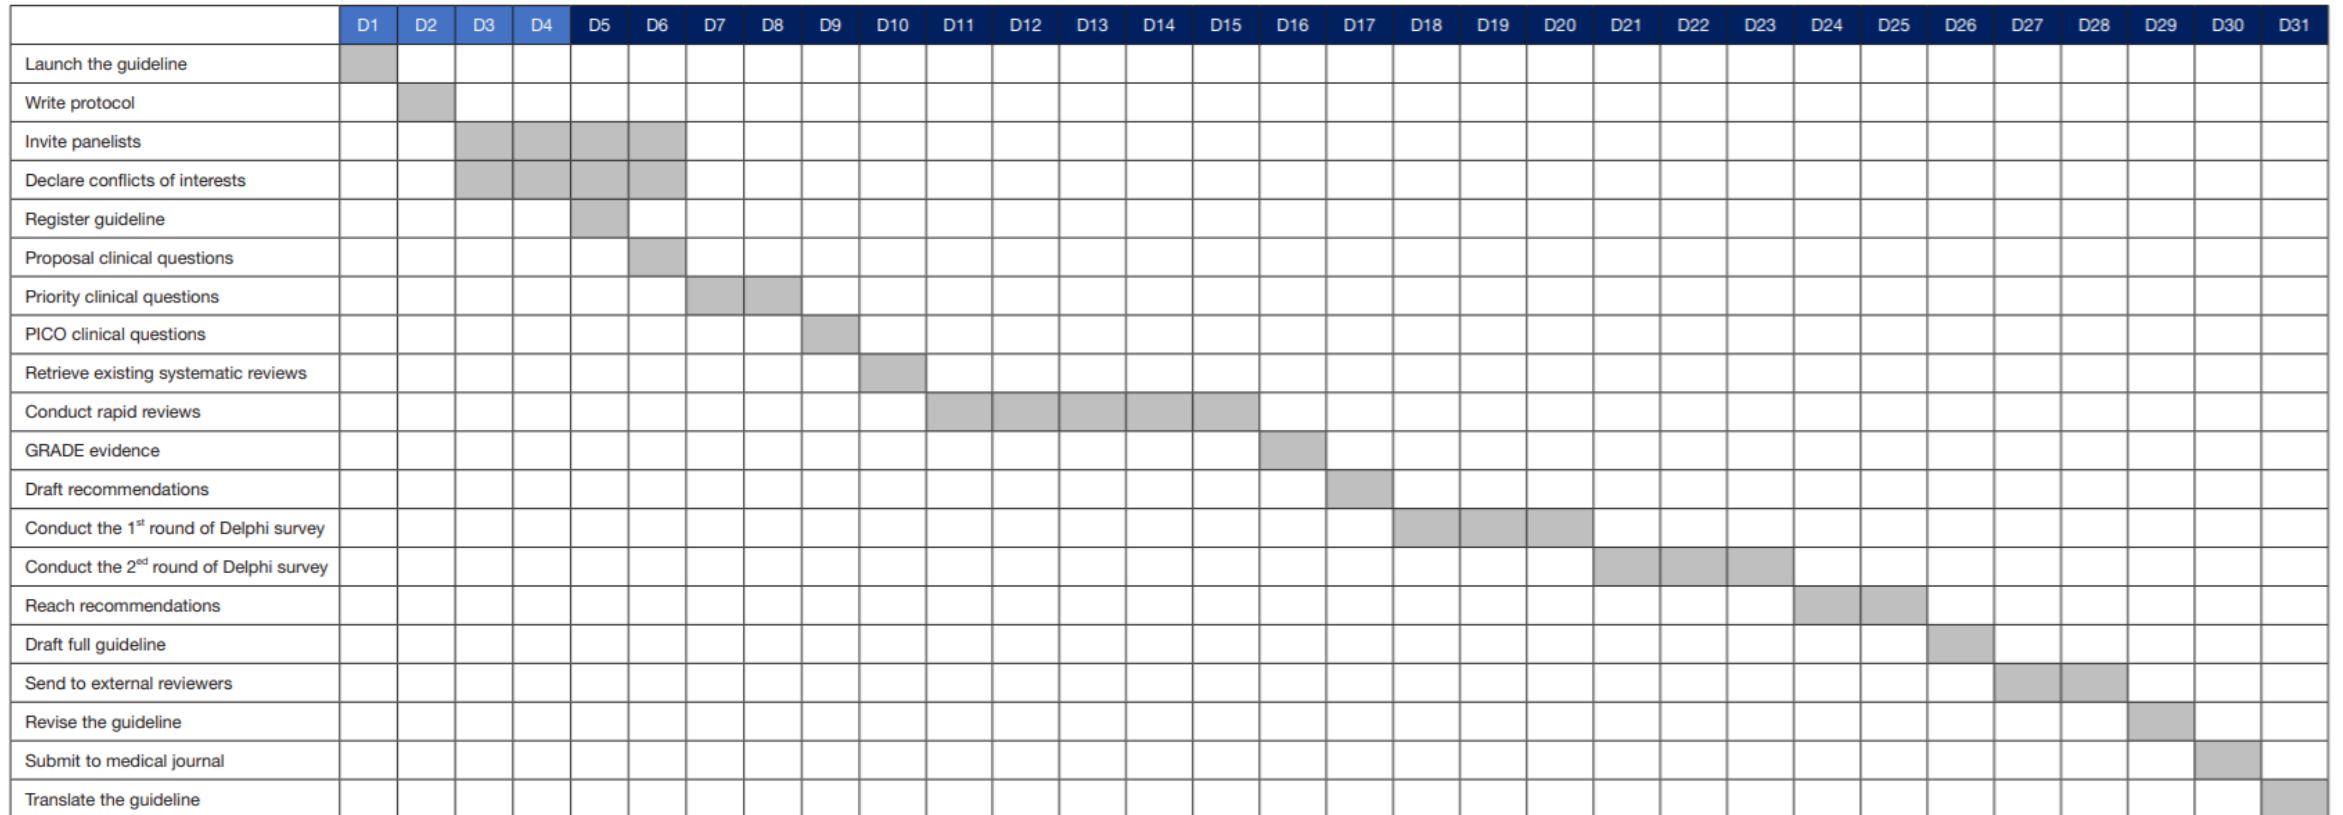 D1 D2 D3 D4 D5 D6 D7 D8 D9 D10 D11 D12 D13 D14 D15 D16 D17 D18 D19 D20 D21 D22 D23 D24 D25 D26 D27 D28 D29 D30 D31
Launch the guideline
Write protocol
Invite panelists
Declare conflicts of interests
Register guideline
Proposal clinical questions
Priority clinical questions
PICO clinical questions
Retrieve existing systematic reviews
Conduct rapid reviews
GRADE evidence
Draft recommendations
Conduct the 1st round of Delphi survey
Conduct the 2ed round of Delphi survey
Reach recommendations
Draft full guideline
Send to external reviewers
Revise the guideline
Submit to medical journal
Translate the guideline